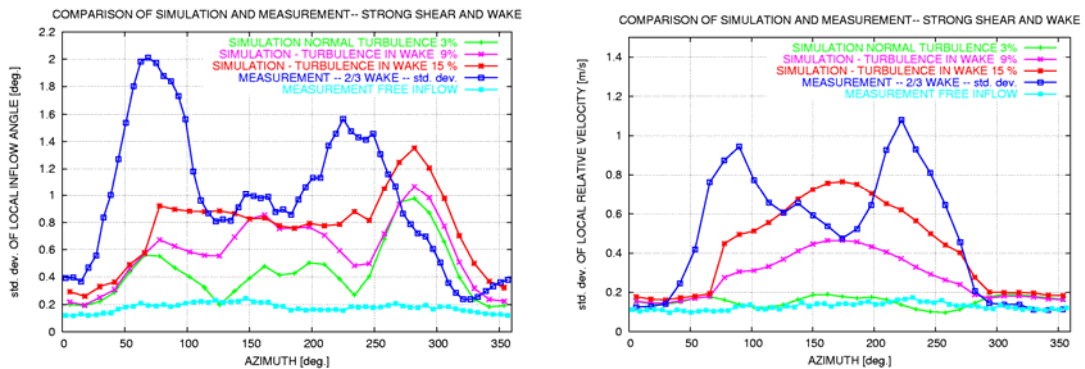 COMPARISON OF SIMULATION AND MEASUREMENT-- STRONG SHEAR AND WAKE
2.2
2
1.8
1.6
1.4
1.2
1
0.8
0.6
0.4
0.2
0
std. dev. OF LOCAL INFLOW ANGLE [deg.]
SIMULATION NORMAL TURBULENCE 3%
SIMULATION - TURBULENCE IN WAKE 9%
SIMULATION - TURBULENCE IN WAKE 15 %
MEASUREMENT -- 2/3 WAKE -- std. dev.
MEASUREMENT FREE INFLOW
0 50 100 150 200 250 300 350
AZIMUTH [deg.]
COMPARISON OF SIMULATION AND MEASUREMENT-- STRONG SHEAR AND WAKE
1.4
1.2
1
0.8
0.6
0.4
0.2
0
std. dev. OF LOCAL RELATIVE VELOCITY [m/s]
SIMULATION NORMAL TURBULENCE 3%
SIMULATION - TURBULENCE IN WAKE 9%
SIMULATION - TURBULENCE IN WAKE 15 %
MEASUREMENT -- 2/3 WAKE -- std. dev.
MEASUREMENT FREE INFLOW
0 50 100 150 200 250 300 350
AZIMUTH [deg.]